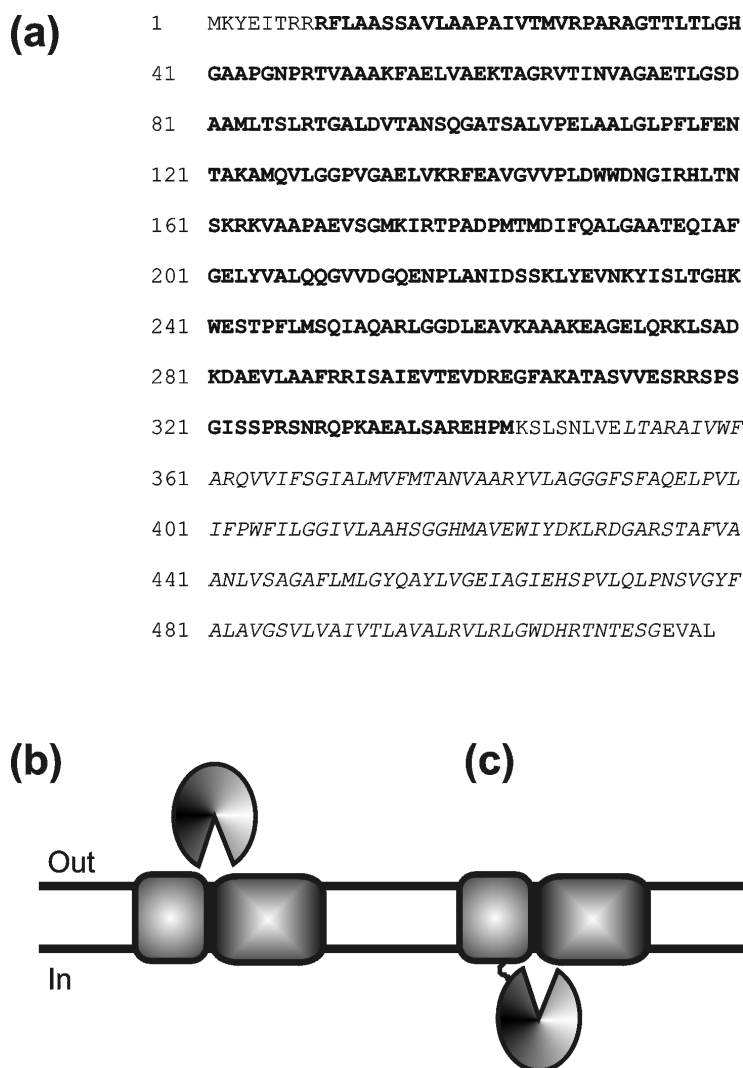 (a)
1 MKYEITRRRFLAASSAVLAAPAIVTMVRPARAGTTLTLGH
41 GAAPGNPRTVAAAKFAELVAEKTAGRVTINVAGAETLGSD
81 AAMLTSLRTGALDVTANSQGATSALVPELAALGLPFLFEN
121 TAKAMQVLGGPVGAELVKRFEAVGVVPLDWWDNGIRHLTN
161 SKRKVAAPAEVSGMKIRTPADPMTMDIFQALGAATEQIAF
201 GELYVALQQGVVDGQENPLANIDSSKLYEVNKYISLTGHK
241 WESTPFLMSQIAQARLGGDLEAVKAAAKEAGELQRKLSAD
281 KDAEVLAAFRRISAIEVTEVDREGFAKATASVVESRRSPS
321 GISSPRSNRQPKAEALSAREHPMKSLSNLVELTARAIVWF
361 ARQVVIFSGIALMVFMTANVAARYVLAGGGFSFAQELPVL
401 IFPWFILGGIVLAAHSGGHMAVEWIYDKLRDGARSTAFVA
441 ANLVSAGAFLMLGYQAYLVGEIAGIEHSPVLQLPNSVGYF
481 ALAVGSVLVAIVTLAVALRVLRLGWDHRTNTESGEVAL
(b)
(c)
Out
In